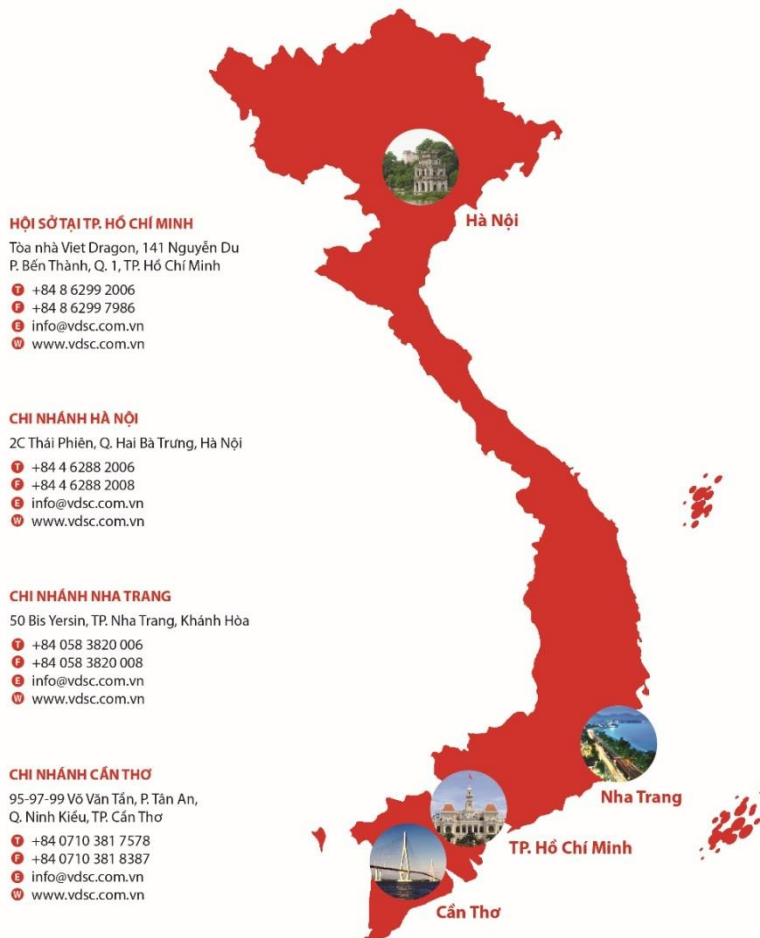 HỘI SỞ TẠI TP. HỒ CHÍ MINH
Tòa nhà Viet Dragon, 141 Nguyễn Du
P. Bến Thành, Q. 1, TP. Hồ Chí Minh
T +84 8 6299 2006
F +84 8 6299 7986
E info@vdsc.com.vn
W www.vdsc.com.vn
CHI NHÁNH HÀ NỘI
2C Thái Phiên, Q. Hai Bà Trưng, Hà Nội
T +84 4 6288 2006
F +84 4 6288 2008
E info@vdsc.com.vn
W www.vdsc.com.vn
CHI NHÁNH NHA TRANG
50 Bis Yersin, TP. Nha Trang, Khánh Hòa
T +84 058 3820 006
F +84 058 3820 008
E info@vdsc.com.vn
W www.vdsc.com.vn
CHI NHÁNH CẦN THƠ
95-97-99 Võ Văn Tần, P. Tân An,
Q. Ninh Kiều, TP. Cần Thơ
T +84 0710 381 7578
F +84 0710 381 8387
E info@vdsc.com.vn
W www.vdsc.com.vn
Hà Nội
Nha Trang
TP. Hồ Chí Minh
Cần Thơ